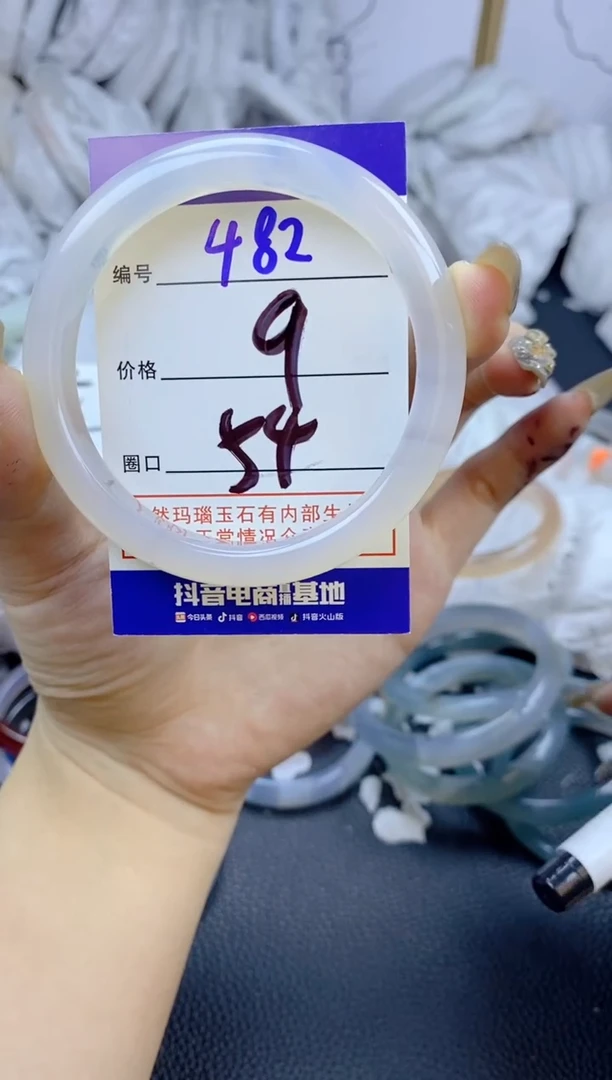 编号 482
价格 9
圈口 54
然玛瑙玉石有内部生
正常情况介
抖音电商直播基地
今日头条 抖音 西瓜视频 抖音火山版